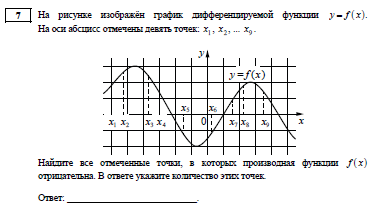 7 На рисунке изображён график дифференцируемой функции y = f(x).
На оси абсцисс отмечены девять точек: x₁, x₂, ... x₉.
y
y = f(x)
x₅ x₆
x₁ x₂ x₃ x₄ 0 x₇ x₈ x₉ x
Найдите все отмеченные точки, в которых производная функции f(x)
отрицательна. В ответе укажите количество этих точек.
Ответ: ___________________________.